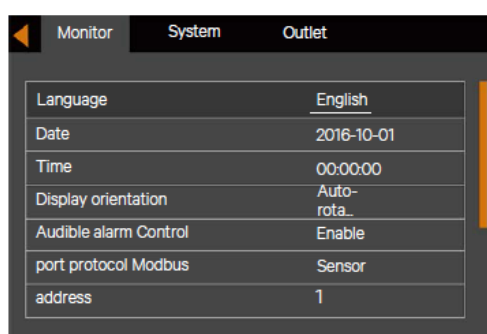 Monitor System Outlet
Language English
Date 2016-10-01
Time 00:00:00
Display orientation Auto-
rota...
Audible alarm Control Enable
port protocol Modbus Sensor
address 1